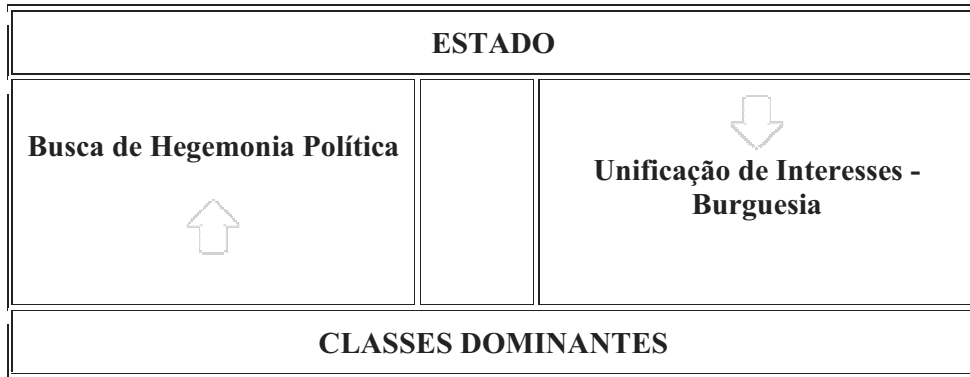 ESTADO
Busca de Hegemonia Política
Unificação de Interesses -
Burguesia
CLASSES DOMINANTES